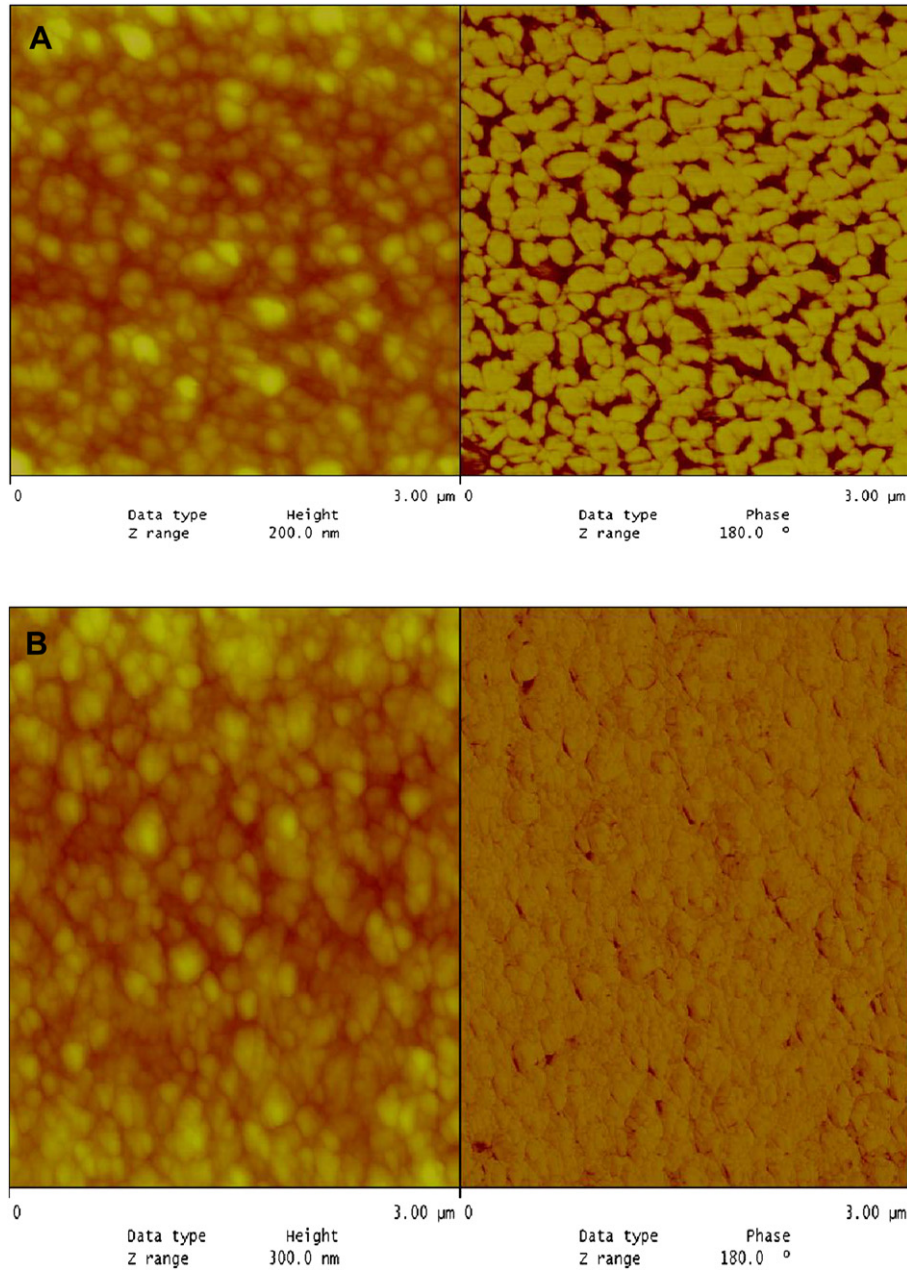 A
0 3.00 µm 0 3.00 µm
Data type Height Data type Phase
Z range 200.0 nm Z range 180.0 º
B
0 3.00 µm 0 3.00 µm
Data type Height Data type Phase
Z range 300.0 nm Z range 180.0 º